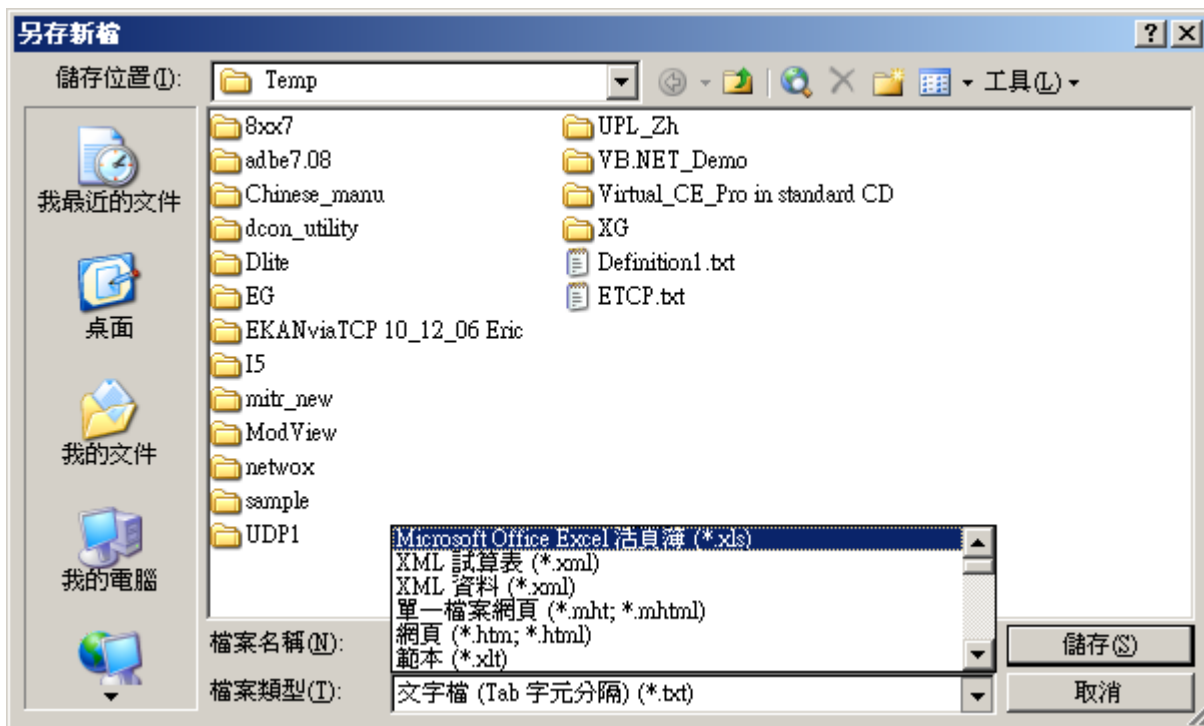 另存新檔
儲存位置(I):
Temp
工具(L)
我最近的文件
桌面
我的文件
我的電腦
8xx7
adbe7.08
Chinese_manu
dcon_utility
Dlite
EG
EKANviaTCP 10_12_06 Eric
I5
mitr_new
ModView
netwox
sample
UDP1
UPL_Zh
VB.NET_Demo
Virtual_CE_Pro in standard CD
XG
Definition1.txt
ETCP.txt
Microsoft Office Excel 活頁簿 (*.xls)
XML 試算表 (*.xml)
XML 資料 (*.xml)
單一檔案網頁 (*.mht; *.mhtml)
網頁 (*.htm; *.html)
範本 (*.xlt)
檔案名稱(N):
儲存(S)
檔案類型(T):
文字檔 (Tab 字元分隔) (*.txt)
取消